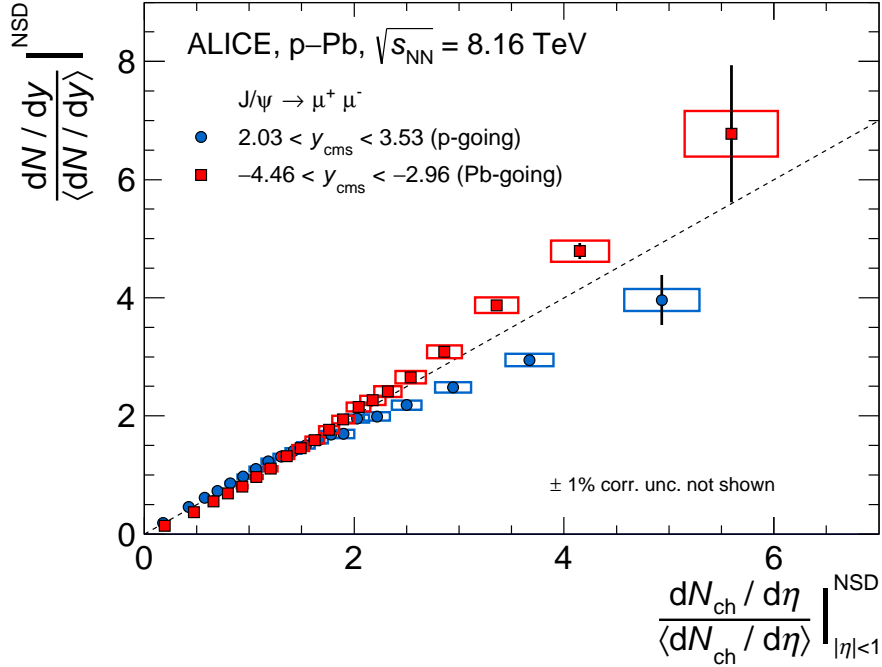 dN / dy
⟨dN / dy⟩
NSD
ALICE, p–Pb, √sNN = 8.16 TeV
J/ψ → μ+ μ-
2.03 < ycms < 3.53 (p-going)
−4.46 < ycms < −2.96 (Pb-going)
± 1% corr. unc. not shown
8
6
4
2
0
0 2 4 6
dNch / dη
⟨dNch / dη⟩
NSD
|η|<1